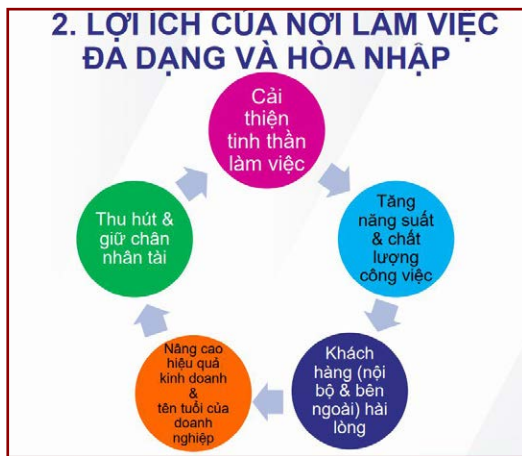 2. LỢI ÍCH CỦA NƠI LÀM VIỆC
ĐA DẠNG VÀ HÒA NHẬP
Cải
thiện
tinh thần
làm việc
Tăng
năng suất
& chất
lượng
công việc
Khách
hàng (nội
bộ & bên
ngoài) hài
lòng
Nâng cao
hiệu quả
kinh doanh
&
tên tuổi của
doanh
nghiệp
Thu hút &
giữ chân
nhân tài